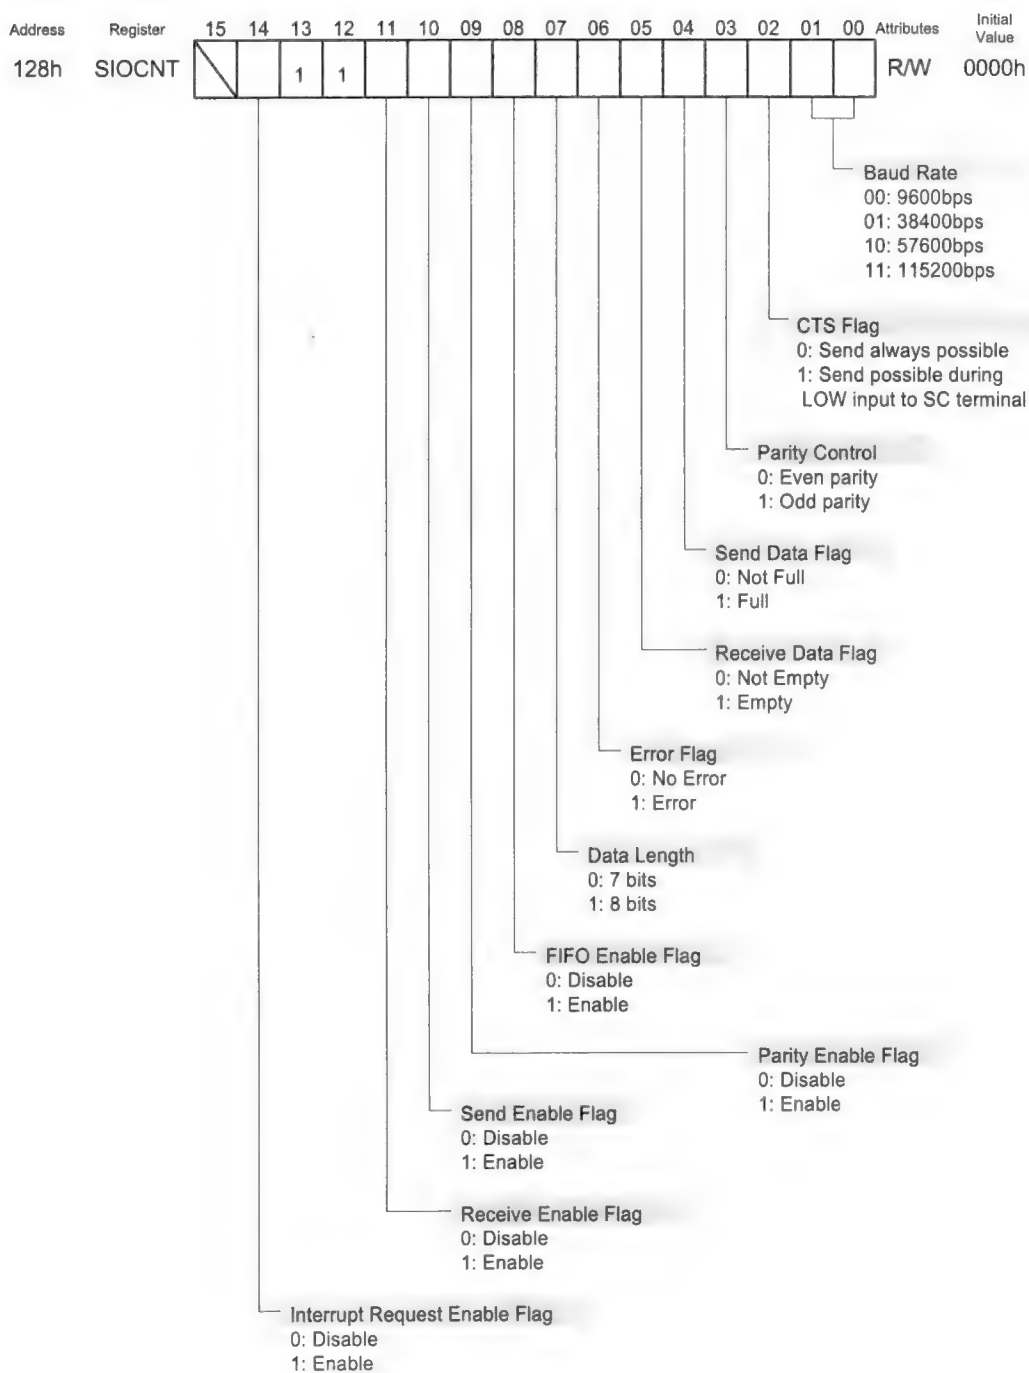 Address Register 15 14 13 12 11 10 09 08 07 06 05 04 03 02 01 00 Attributes Initial Value
128h SIOCNT 1 1 R/W 0000h
Baud Rate
00: 9600bps
01: 38400bps
10: 57600bps
11: 115200bps
CTS Flag
0: Send always possible
1: Send possible during
LOW input to SC terminal
Parity Control
0: Even parity
1: Odd parity
Send Data Flag
0: Not Full
1: Full
Receive Data Flag
0: Not Empty
1: Empty
Error Flag
0: No Error
1: Error
Data Length
0: 7 bits
1: 8 bits
FIFO Enable Flag
0: Disable
1: Enable
Parity Enable Flag
0: Disable
1: Enable
Send Enable Flag
0: Disable
1: Enable
Receive Enable Flag
0: Disable
1: Enable
Interrupt Request Enable Flag
0: Disable
1: Enable